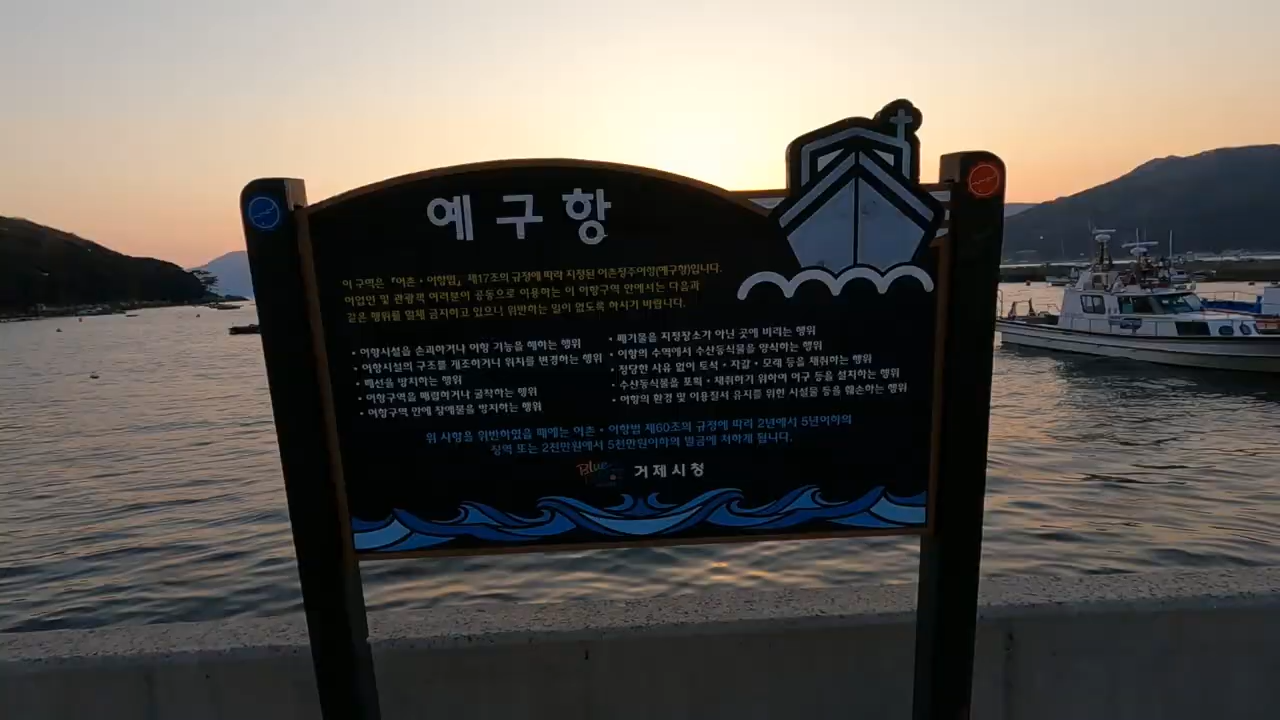 예구항
이 구역은 「어촌・어항법」 제17조의 규정에 따라 지정된 어촌정주어항(예구항)입니다.
어업인 및 관광객 여러분이 공동으로 이용하는 이 어항구역 안에서는 다음과
같은 행위를 일체 금지하고 있으니 위반하는 일이 없도록 하시기 바랍니다.
• 어항시설을 손괴하거나 어항 기능을 해하는 행위
• 어항시설의 구조를 개조하거나 위치를 변경하는 행위
• 폐선을 방치하는 행위
• 어항구역을 매립하거나 굴착하는 행위
• 어항구역 안에 장애물을 방치하는 행위
• 폐기물을 지정장소가 아닌 곳에 버리는 행위
• 어항의 수역에서 수산동식물을 양식하는 행위
• 정당한 사유 없이 토석・자갈・모래 등을 채취하는 행위
• 수산동식물을 포획・채취하기 위하여 어구 등을 설치하는 행위
• 어항의 환경 및 이용질서 유지를 위한 시설물 등을 훼손하는 행위
위 사항을 위반하였을 때에는 어촌・어항법 제60조의 규정에 따라 2년에서 5년이하의
징역 또는 2천만원에서 5천만원이하의 벌금에 처하게 됩니다.
Blue 거제시청